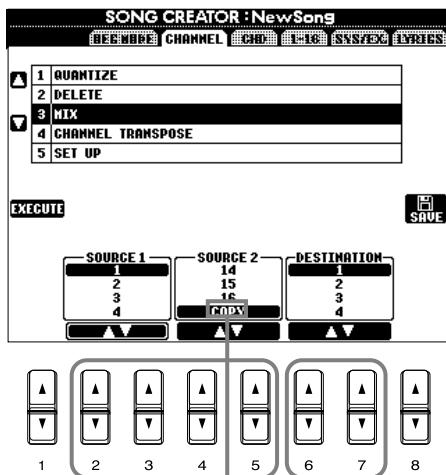 SONG CREATOR : NewSong
REC MODE CHANNEL CHD 1-16 SYS/EX. LYRICS
1 QUANTIZE
2 DELETE
3 MIX
4 CHANNEL TRANSPOSE
5 SET UP
EXECUTE
SAVE
SOURCE 1 SOURCE 2 DESTINATION
1 14 1
2 15 2
3 16 3
4 COPY 4
1 2 3 4 5 6 7 8